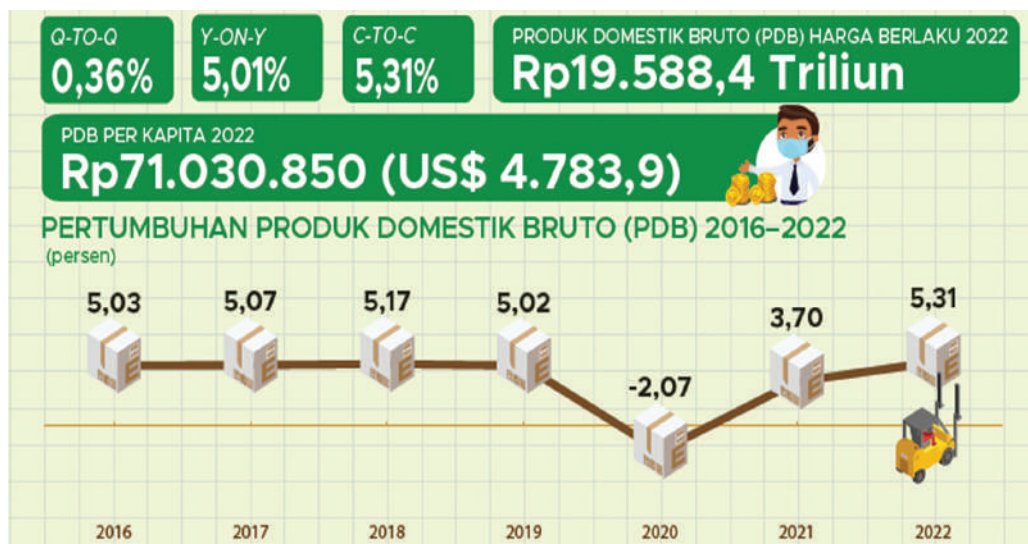 Q-TO-Q
0,36%
Y-ON-Y
5,01%
C-TO-C
5,31%
PRODUK DOMESTIK BRUTO (PDB) HARGA BERLAKU 2022
Rp19.588,4 Triliun
PDB PER KAPITA 2022
Rp71.030.850 (US$ 4.783,9)
PERTUMBUHAN PRODUK DOMESTIK BRUTO (PDB) 2016–2022
(persen)
5,03 5,07 5,17 5,02 -2,07 3,70 5,31
2016 2017 2018 2019 2020 2021 2022